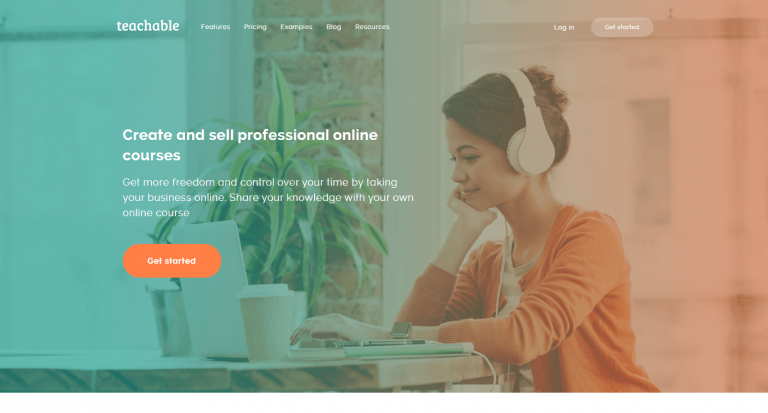 teachable
Features
Pricing
Examples
Blog
Resources
Log in
Get started
Create and sell professional online
courses
Get more freedom and control over your time by taking
your business online. Share your knowledge with your own
online course
Get started